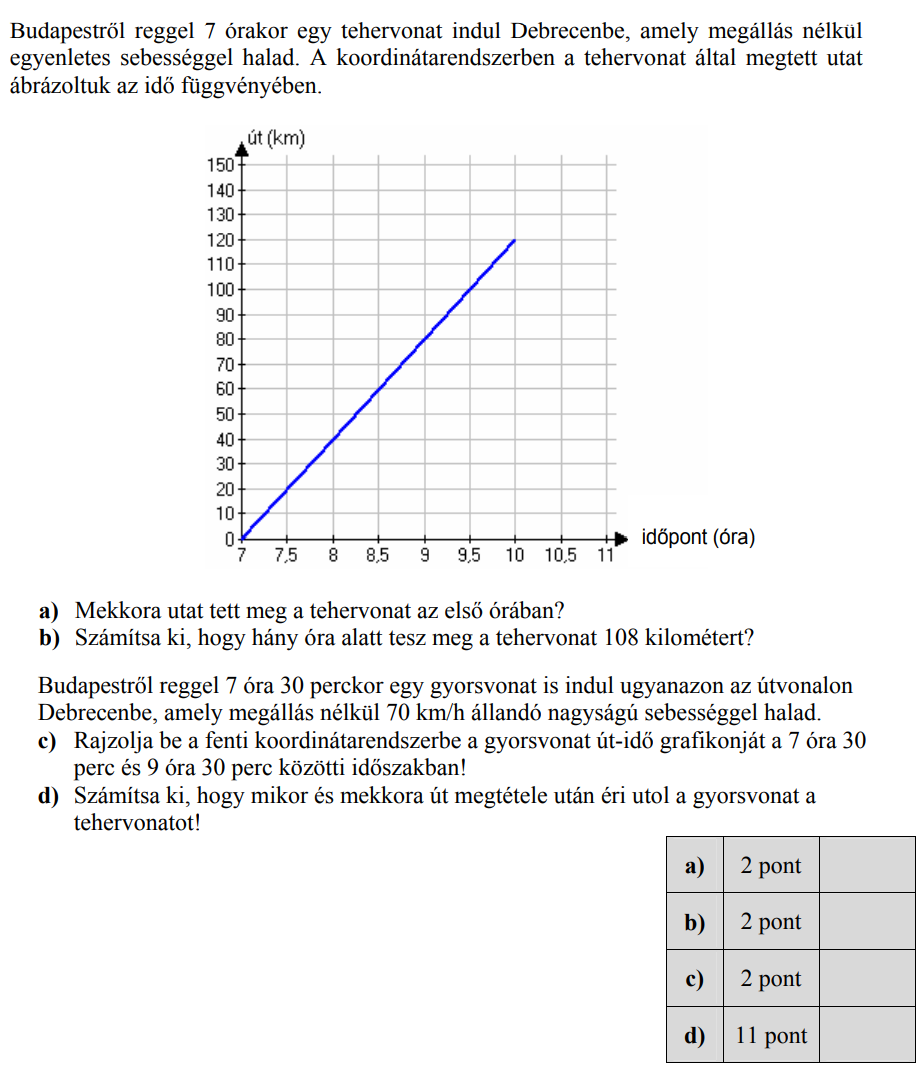 Budapestről reggel 7 órakor egy tehervonat indul Debrecenbe, amely megállás nélkül
egyenletes sebességgel halad. A koordinátarendszerben a tehervonat által megtett utat
ábrázoltuk az idő függvényében.
út (km)
150
140
130
120
110
100
90
80
70
60
50
40
30
20
10
0
7 7,5 8 8,5 9 9,5 10 10,5 11
időpont (óra)
a) Mekkora utat tett meg a tehervonat az első órában?
b) Számítsa ki, hogy hány óra alatt tesz meg a tehervonat 108 kilométert?
Budapestről reggel 7 óra 30 perckor egy gyorsvonat is indul ugyanazon az útvonalon
Debrecenbe, amely megállás nélkül 70 km/h állandó nagyságú sebességgel halad.
c) Rajzolja be a fenti koordinátarendszerbe a gyorsvonat út-idő grafikonját a 7 óra 30
perc és 9 óra 30 perc közötti időszakban!
d) Számítsa ki, hogy mikor és mekkora út megtétele után éri utol a gyorsvonat a
tehervonatot!
a) 2 pont
b) 2 pont
c) 2 pont
d) 11 pont